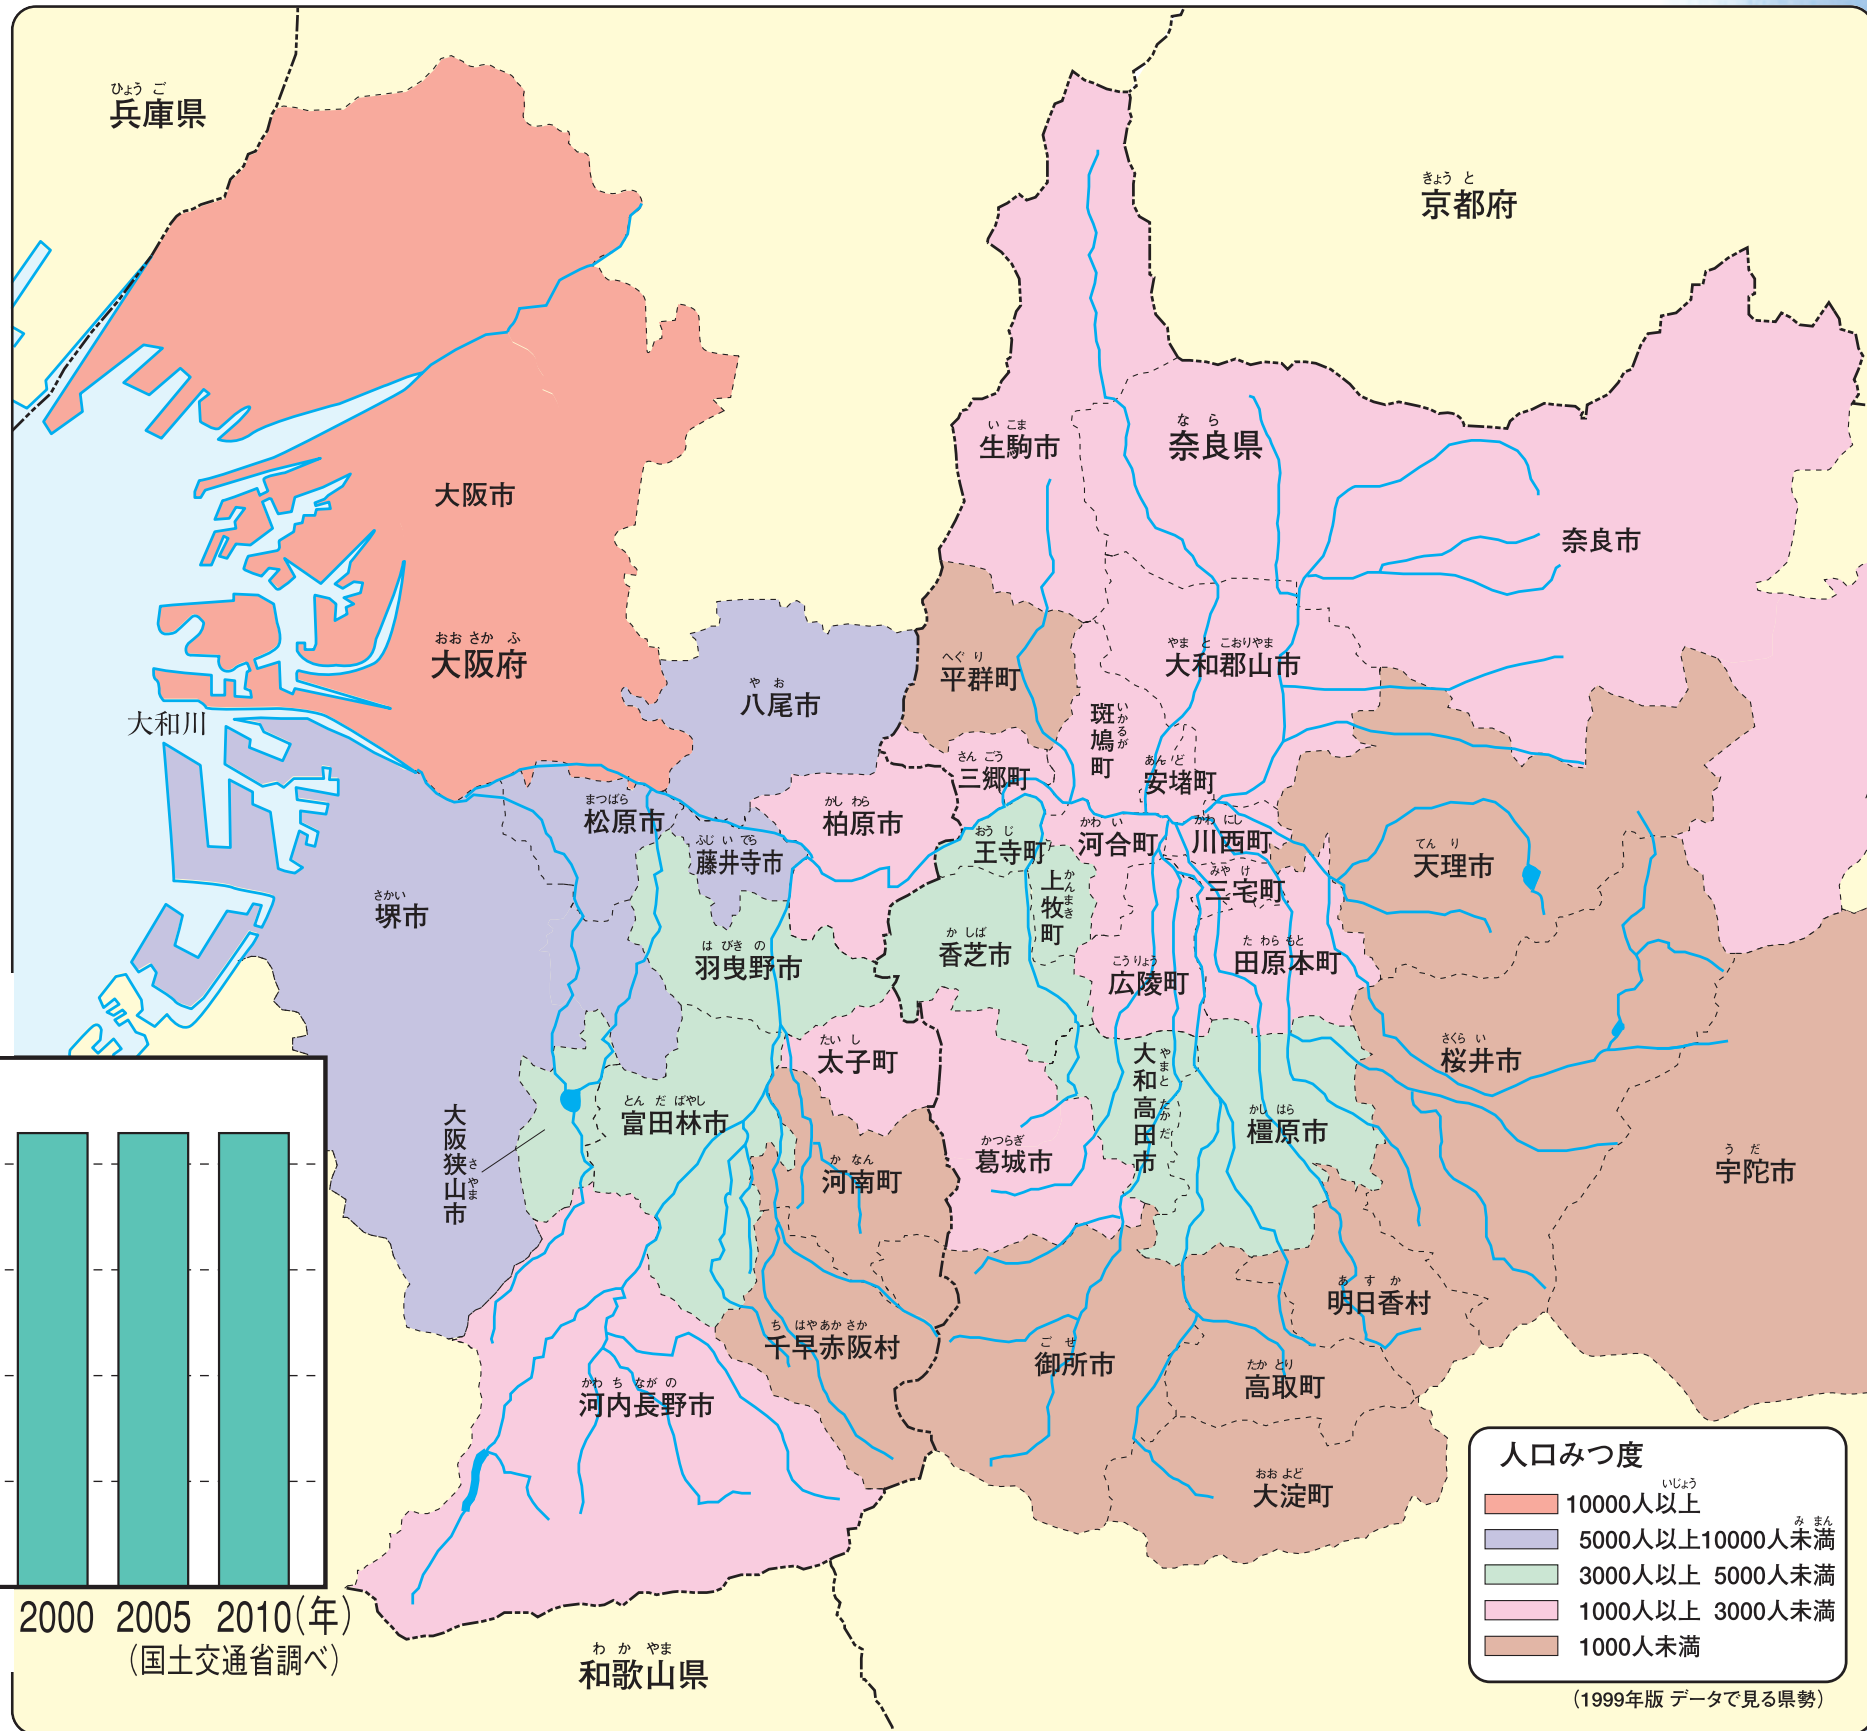 ひょうご
兵庫県
きょうと
京都府
いこま
生駒市
なら
奈良県
大阪市
奈良市
おおさかふ
大阪府
大和川
やお
八尾市
へぐり
平群町
やまとこおりやま
大和郡山市
斑鳩町
いかるが
さんごう
三郷町
あんど
安堵町
まつばら
松原市
かしわら
柏原市
ふじいでら
藤井寺市
おうじ
王寺町
かわい
河合町
かわにし
川西町
みやけ
三宅町
てんり
天理市
さかい
堺市
上牧町
かんまき
はびきの
羽曳野市
かしば
香芝市
こうりょう
広陵町
たわらもと
田原本町
たいし
太子町
大和高田市
やまとたかだ
さくらい
桜井市
大阪狭山市
さやま
とんだばやし
富田林市
かなん
河南町
かつらぎ
葛城市
かしはら
橿原市
うだ
宇陀市
ちはやあかさか
千早赤阪村
ごせ
御所市
あすか
明日香村
たかとり
高取町
かわちながの
河内長野市
おおよど
大淀町
わかやま
和歌山県
2000 2005 2010(年)
(国土交通省調べ)
人口みつ度
いじょう
10000人以上
みまん
5000人以上10000人未満
3000人以上 5000人未満
1000人以上 3000人未満
1000人未満
(1999年版 データで見る県勢)